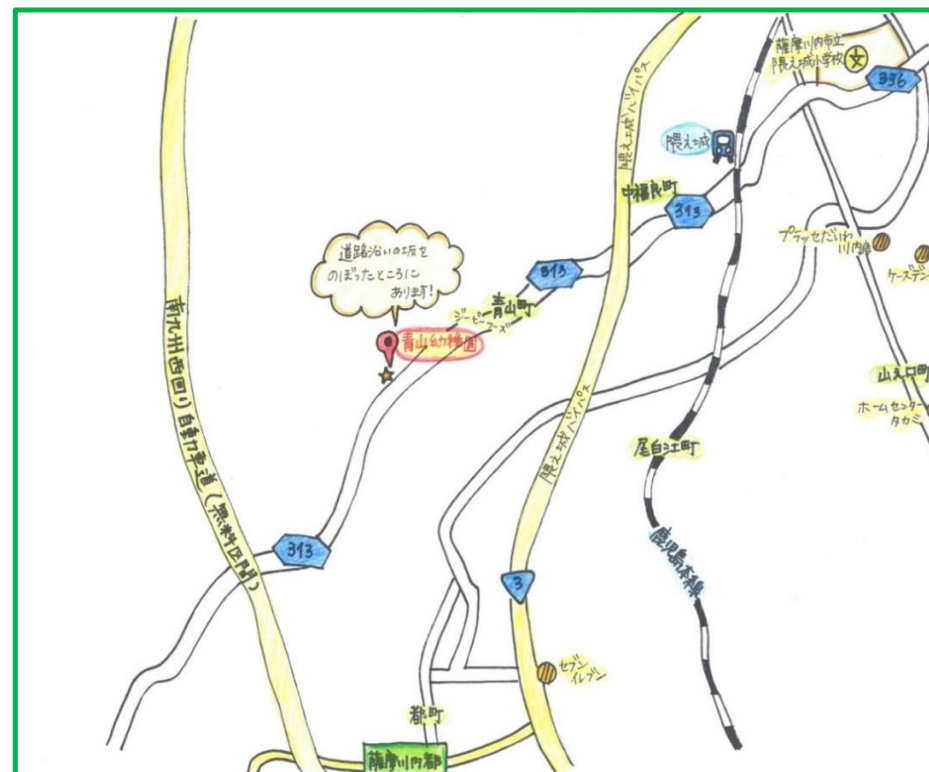 薩摩川内市立
隈之城小学校
文
336
隈之城バイパス
隈之城
中福良町
313
プラッセだいわ
川内店
ケーズデン
道路沿いの坂を
のぼったところに
あります!
313
青山町
ジーピーエーズ
青山幼稚園
南九州西回り自動車道(無料区間)
山之口町
ホームセンター
タカミ
隈之城バイパス
尾白江町
313
鹿児島本線
3
セブン
イレブン
都町
薩摩川内都